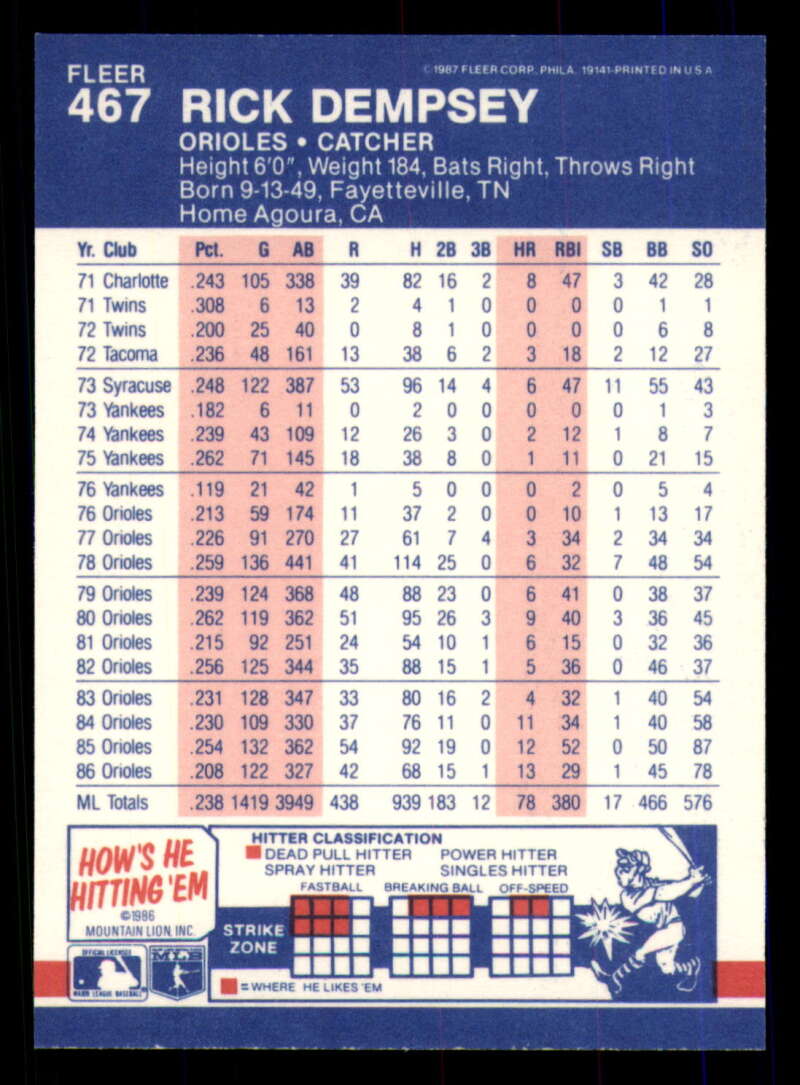 FLEER
467
©1987 FLEER CORP. PHILA. 19141-PRINTED IN U S A
RICK DEMPSEY
ORIOLES • CATCHER
Height 6'0", Weight 184, Bats Right, Throws Right
Born 9-13-49, Fayetteville, TN
Home Agoura, CA
Yr. Club Pct. G AB R H 2B 3B HR RBI SB BB SO
71 Charlotte .243 105 338 39 82 16 2 8 47 3 42 28
71 Twins .308 6 13 2 4 1 0 0 0 0 1 1
72 Twins .200 25 40 0 8 1 0 0 0 0 6 8
72 Tacoma .236 48 161 13 38 6 2 3 18 2 12 27
73 Syracuse .248 122 387 53 96 14 4 6 47 11 55 43
73 Yankees .182 6 11 0 2 0 0 0 0 0 1 3
74 Yankees .239 43 109 12 26 3 0 2 12 1 8 7
75 Yankees .262 71 145 18 38 8 0 1 11 0 21 15
76 Yankees .119 21 42 1 5 0 0 0 2 0 5 4
76 Orioles .213 59 174 11 37 2 0 0 10 1 13 17
77 Orioles .226 91 270 27 61 7 4 3 34 2 34 34
78 Orioles .259 136 441 41 114 25 0 6 32 7 48 54
79 Orioles .239 124 368 48 88 23 0 6 41 0 38 37
80 Orioles .262 119 362 51 95 26 3 9 40 3 36 45
81 Orioles .215 92 251 24 54 10 1 6 15 0 32 36
82 Orioles .256 125 344 35 88 15 1 5 36 0 46 37
83 Orioles .231 128 347 33 80 16 2 4 32 1 40 54
84 Orioles .230 109 330 37 76 11 0 11 34 1 40 58
85 Orioles .254 132 362 54 92 19 0 12 52 0 50 87
86 Orioles .208 122 327 42 68 15 1 13 29 1 45 78
ML Totals .238 1419 3949 438 939 183 12 78 380 17 466 576
HOW'S HE
HITTING 'EM
©1986
MOUNTAIN LION, INC.
HITTER CLASSIFICATION
DEAD PULL HITTER POWER HITTER
SPRAY HITTER SINGLES HITTER
FASTBALL BREAKING BALL OFF-SPEED
STRIKE
ZONE
= WHERE HE LIKES 'EM
OFFICIAL LICENSEE
MAJOR LEAGUE BASEBALL